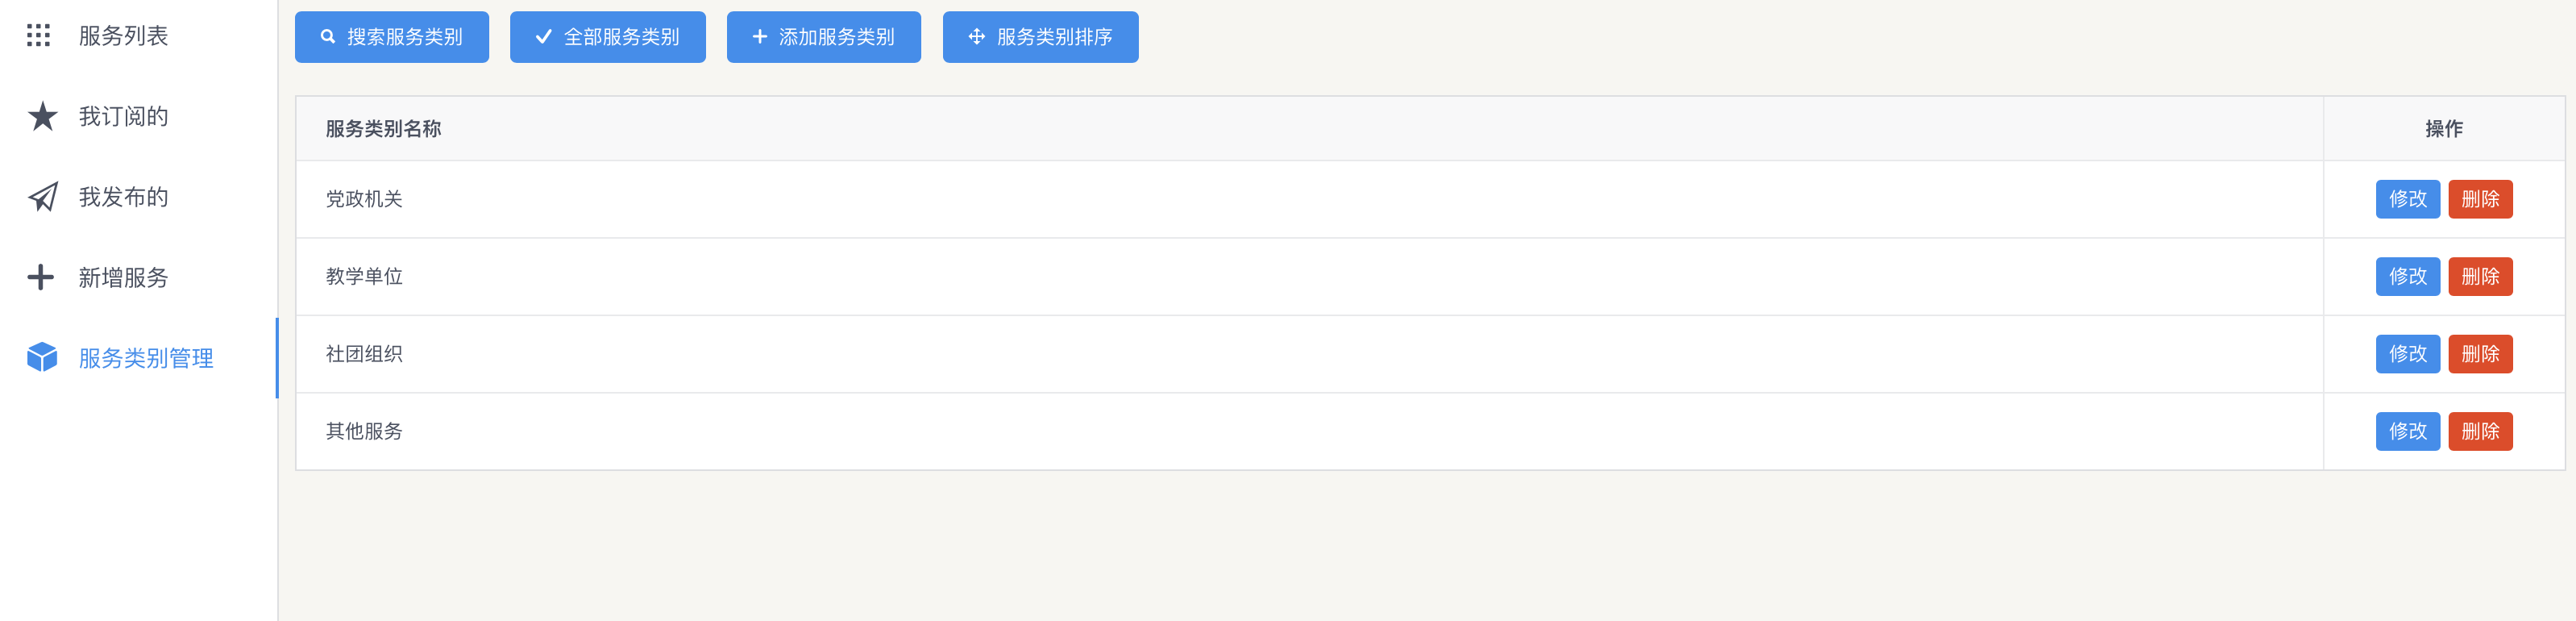 服务列表
我订阅的
我发布的
新增服务
服务类别管理
搜索服务类别 全部服务类别 添加服务类别 服务类别排序
服务类别名称 操作
党政机关 修改 删除
教学单位 修改 删除
社团组织 修改 删除
其他服务 修改 删除